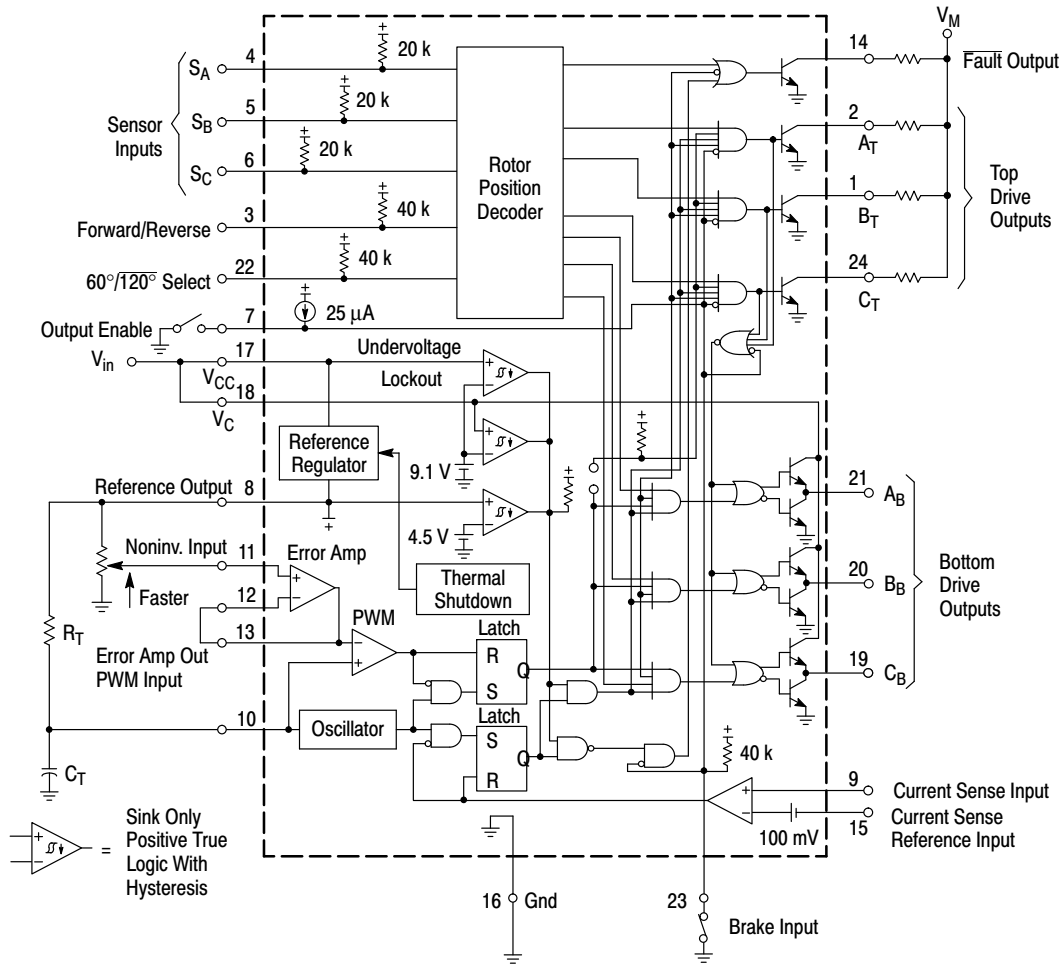 V_M
14
Fault Output
4
S_A
20 k
5
S_B
20 k
Sensor
Inputs
6
S_C
20 k
Rotor
Position
Decoder
2
A_T
1
B_T
Top
Drive
Outputs
3
Forward/Reverse
40 k
24
C_T
22
60°/120° Select
40 k
7
Output Enable
25 μA
V_in
17
V_CC
Undervoltage
Lockout
18
V_C
Reference
Regulator
9.1 V
Reference Output
8
4.5 V
21
A_B
Noninv. Input
11
Error Amp
Faster
12
Thermal
Shutdown
20
B_B
Bottom
Drive
Outputs
R_T
13
PWM
Latch
Error Amp Out
PWM Input
R
Q
S
19
C_B
10
Oscillator
Latch
S
Q
R
40 k
C_T
9
Current Sense Input
100 mV
15
Current Sense
Reference Input
=
Sink Only
Positive True
Logic With
Hysteresis
16
Gnd
23
Brake Input